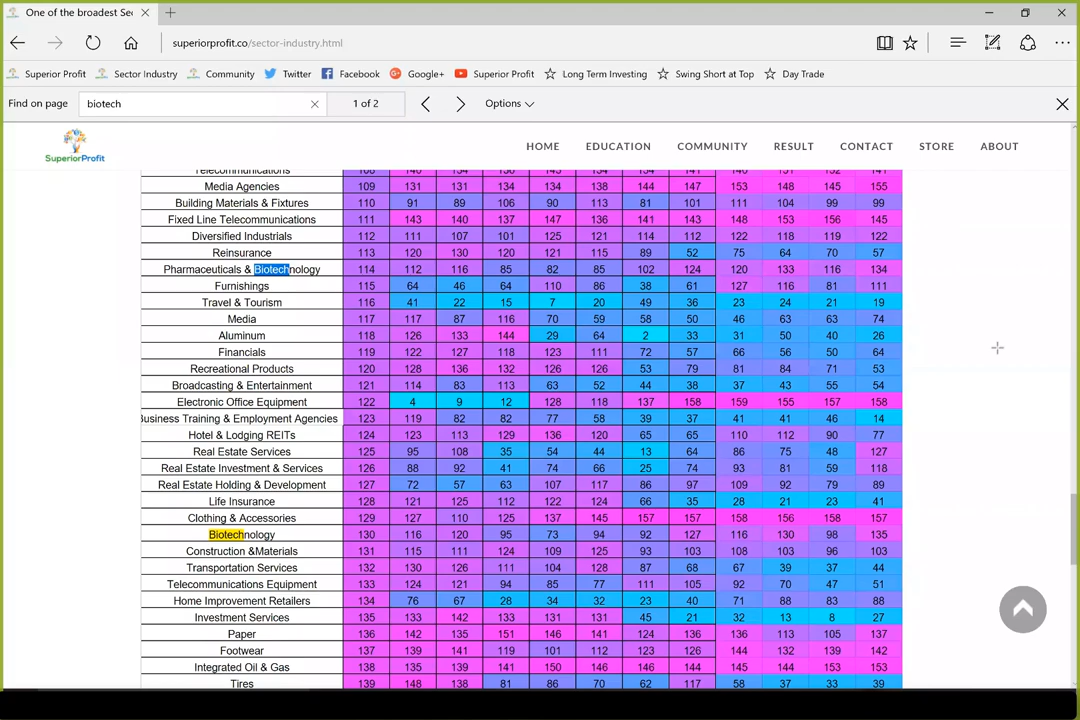 One of the broadest Sec
superiorprofit.co/sector-industry.html
Superior Profit Sector Industry Community Twitter Facebook Google+ Superior Profit Long Term Investing Swing Short at Top Day Trade
Find on page biotech 1 of 2 Options
SuperiorProfit HOME EDUCATION COMMUNITY RESULT CONTACT STORE ABOUT
Telecommunications
Media Agencies 109 131 131 134 134 138 144 147 153 148 145 155
Building Materials & Fixtures 110 91 89 106 90 113 81 101 111 104 99 99
Fixed Line Telecommunications 111 143 140 137 147 136 141 143 148 153 156 145
Diversified Industrials 112 111 107 101 125 121 114 112 122 118 119 122
Reinsurance 113 120 130 120 121 115 89 52 75 64 70 57
Pharmaceuticals & Biotechnology 114 112 116 85 82 85 102 124 120 133 116 134
Furnishings 115 64 46 64 110 86 38 61 127 116 81 111
Travel & Tourism 116 41 22 15 7 20 49 36 23 24 21 19
Media 117 117 87 116 70 59 58 50 46 63 63 74
Aluminum 118 126 133 144 29 64 2 33 31 50 40 26
Financials 119 122 127 118 123 111 72 57 66 56 50 64
Recreational Products 120 128 136 132 126 126 53 79 81 84 71 53
Broadcasting & Entertainment 121 114 83 113 63 52 44 38 37 43 55 54
Electronic Office Equipment 122 4 9 12 128 118 137 158 159 155 157 158
Business Training & Employment Agencies 123 119 82 82 77 58 39 37 41 41 46 14
Hotel & Lodging REITs 124 123 113 129 136 120 65 65 110 112 90 77
Real Estate Services 125 95 108 35 54 44 13 64 86 75 48 127
Real Estate Investment & Services 126 88 92 41 74 66 25 74 93 81 59 118
Real Estate Holding & Development 127 72 57 63 107 117 86 97 109 92 79 89
Life Insurance 128 121 125 112 122 124 66 35 28 21 23 41
Clothing & Accessories 129 127 110 125 137 145 157 157 158 156 158 157
Biotechnology 130 116 120 95 73 94 92 127 116 130 98 135
Construction &Materials 131 115 111 124 109 125 93 103 108 103 96 103
Transportation Services 132 130 126 111 104 128 87 68 67 39 37 44
Telecommunications Equipment 133 124 121 94 85 77 111 105 92 70 47 51
Home Improvement Retailers 134 76 67 28 34 32 23 40 71 88 83 88
Investment Services 135 133 142 133 131 131 45 21 32 13 8 27
Paper 136 142 135 151 146 141 124 136 136 113 105 137
Footwear 137 139 141 119 101 112 123 126 144 132 139 142
Integrated Oil & Gas 138 135 139 141 150 146 146 144 145 144 153 153
Tires 139 148 138 81 86 70 62 117 58 37 33 39